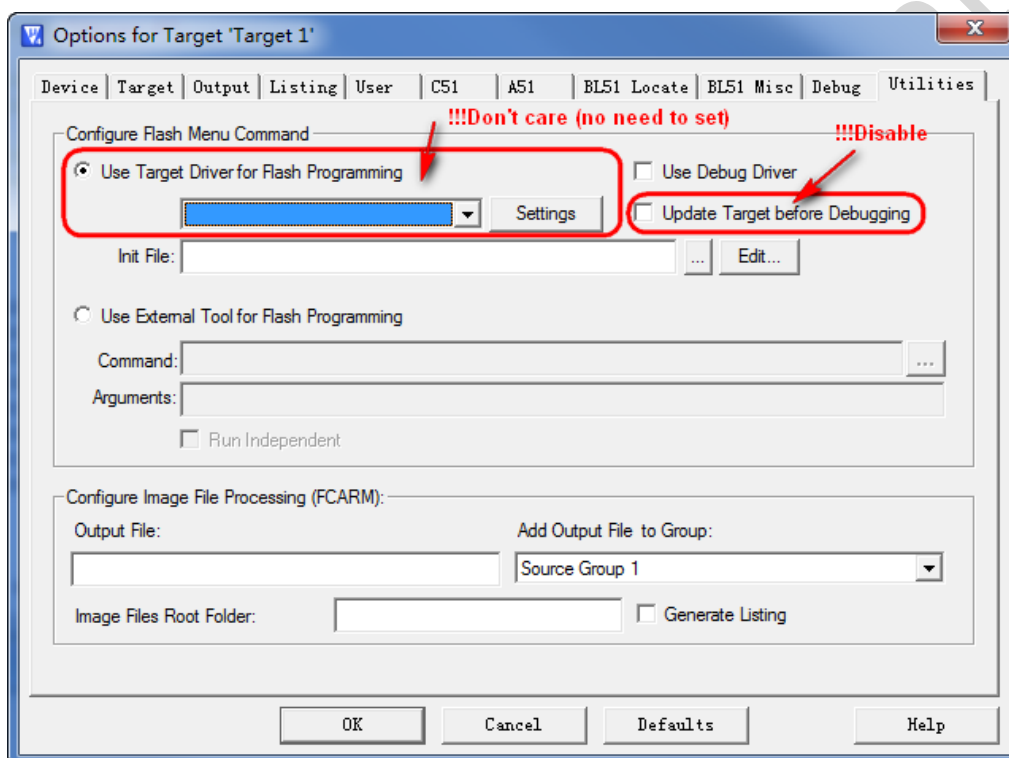 Options for Target 'Target 1'
Device Target Output Listing User C51 A51 BL51 Locate BL51 Misc Debug Utilities
!!!Don't care (no need to set)
!!!Disable
Configure Flash Menu Command
Use Target Driver for Flash Programming
Use Debug Driver
Settings
Update Target before Debugging
Init File:
...
Edit...
Use External Tool for Flash Programming
Command:
...
Arguments:
Run Independent
Configure Image File Processing (FCARM):
Output File:
Add Output File to Group:
Source Group 1
Image Files Root Folder:
Generate Listing
OK Cancel Defaults Help